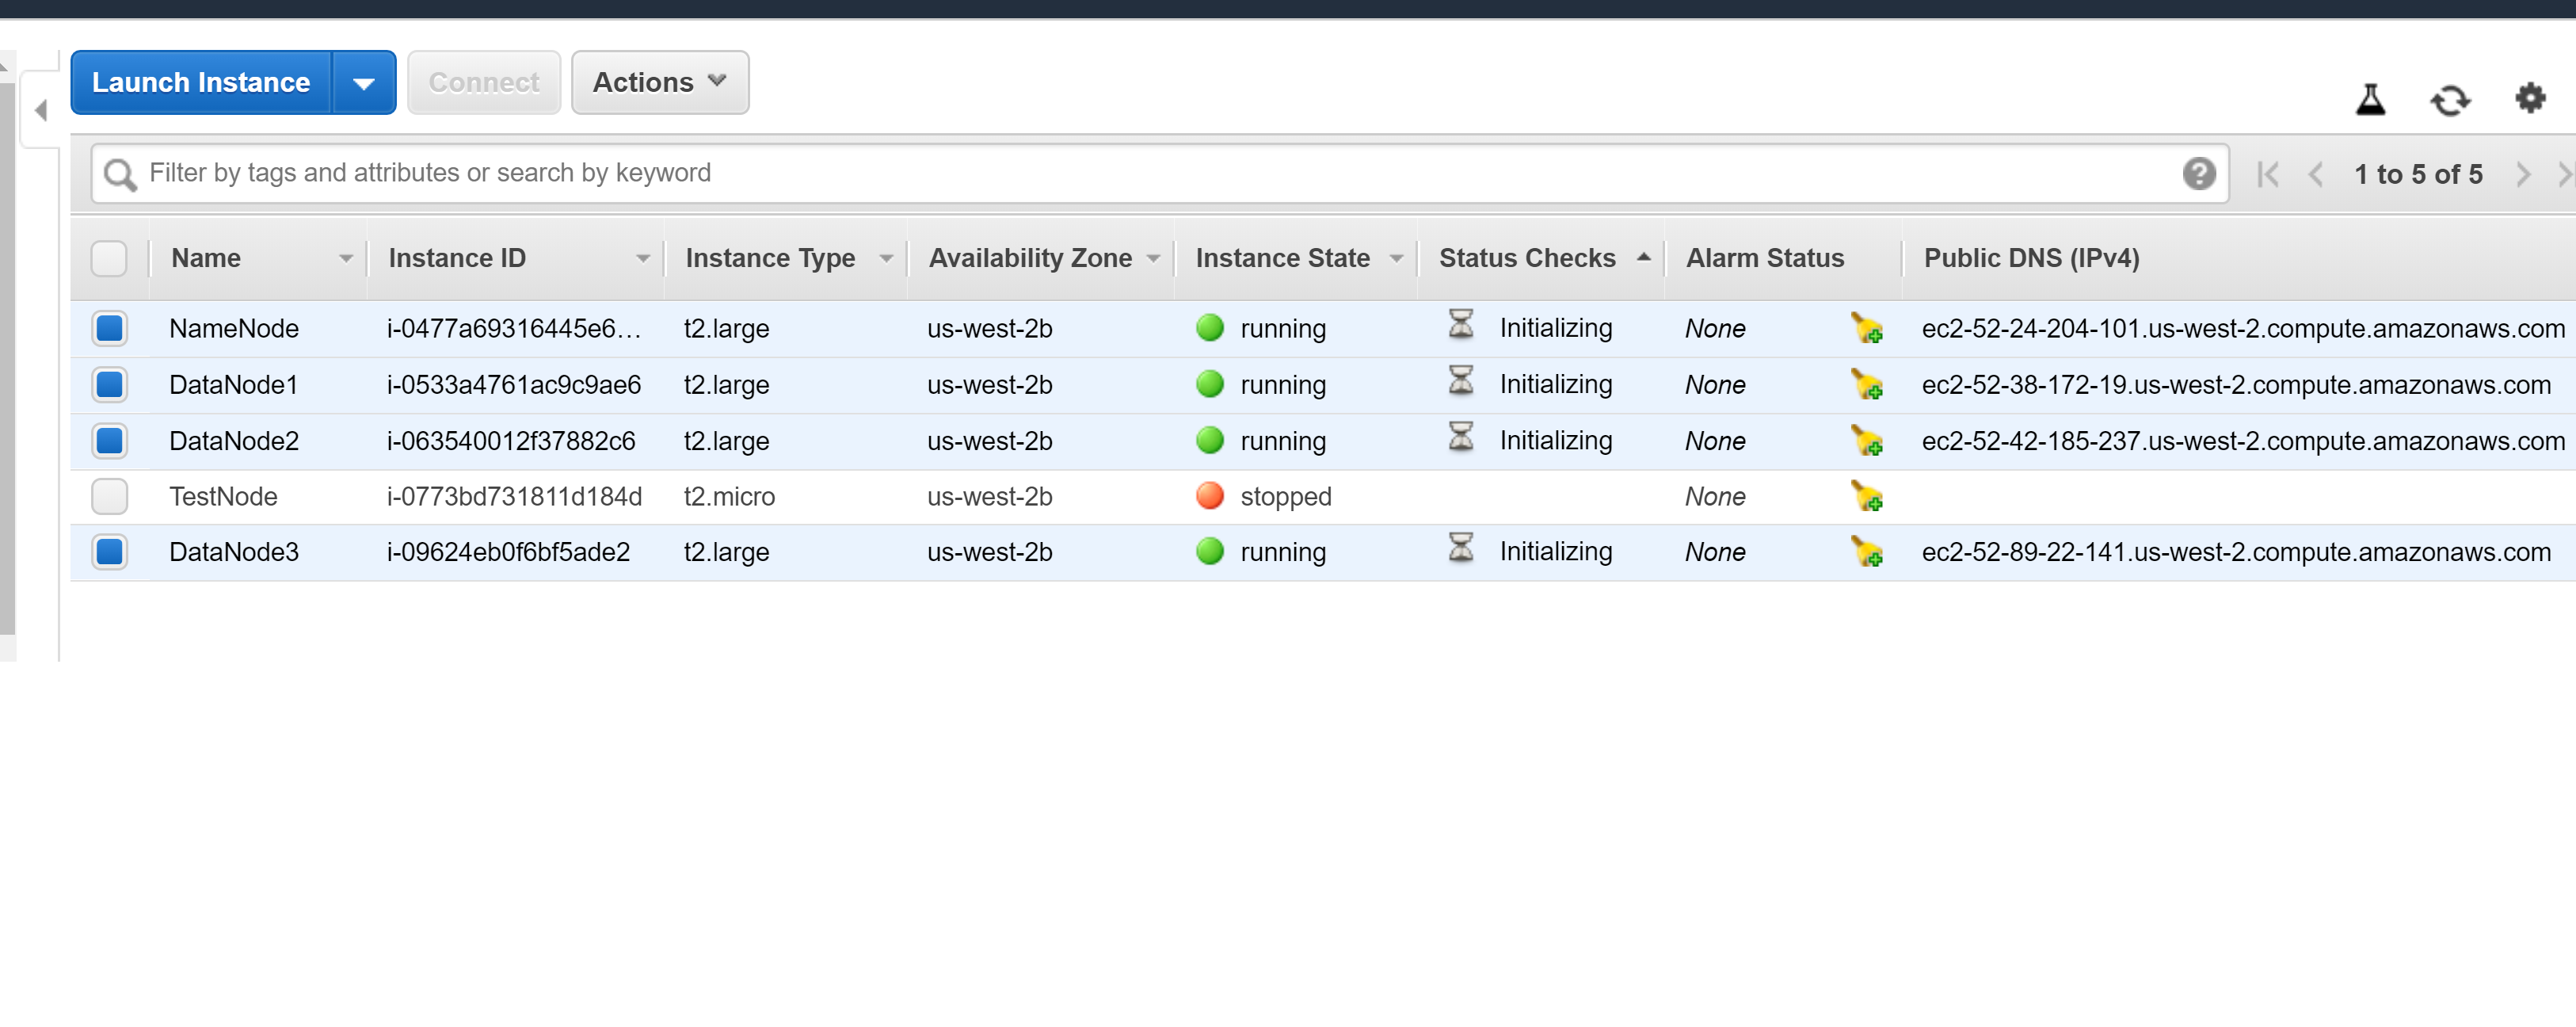 Launch Instance Connect Actions
Filter by tags and attributes or search by keyword ? 1 to 5 of 5
Name Instance ID Instance Type Availability Zone Instance State Status Checks Alarm Status Public DNS (IPv4)
NameNode i-0477a69316445e6... t2.large us-west-2b running Initializing None ec2-52-24-204-101.us-west-2.compute.amazonaws.com
DataNode1 i-0533a4761ac9c9ae6 t2.large us-west-2b running Initializing None ec2-52-38-172-19.us-west-2.compute.amazonaws.com
DataNode2 i-063540012f37882c6 t2.large us-west-2b running Initializing None ec2-52-42-185-237.us-west-2.compute.amazonaws.com
TestNode i-0773bd731811d184d t2.micro us-west-2b stopped None
DataNode3 i-09624eb0f6bf5ade2 t2.large us-west-2b running Initializing None ec2-52-89-22-141.us-west-2.compute.amazonaws.com